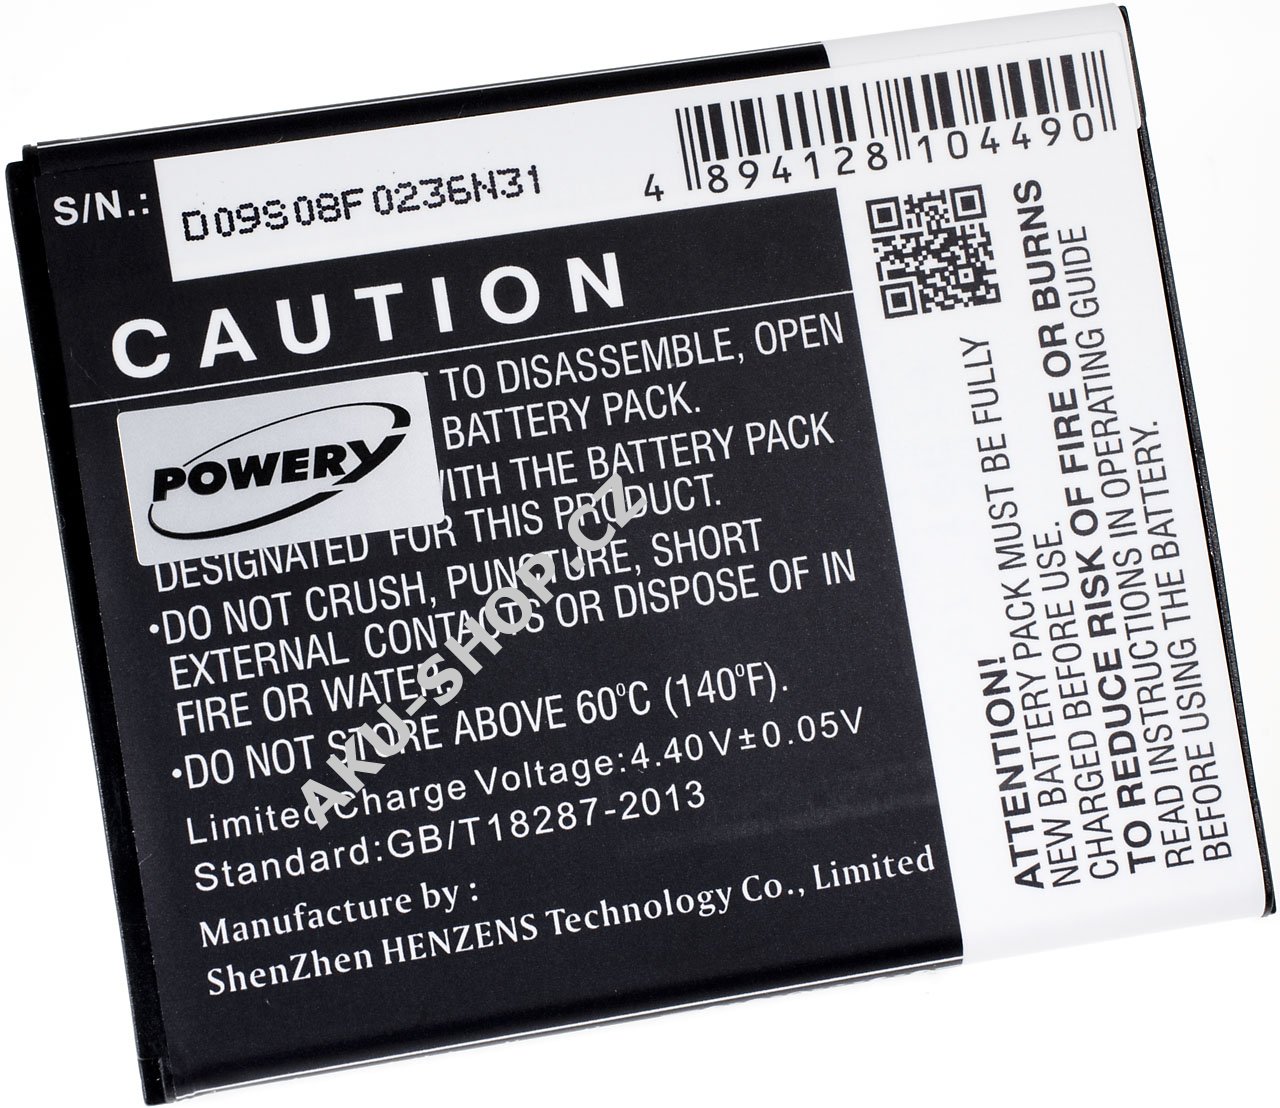 S/N.:
D09S08F0236N31
4 894128 104490
CAUTION
TO DISASSEMBLE, OPEN
BATTERY PACK.
WITH THE BATTERY PACK
DESIGNATED FOR THIS PRODUCT.
•DO NOT CRUSH, PUNCTURE, SHORT
EXTERNAL CONTACTS OR DISPOSE OF IN
FIRE OR WATER.
•DO NOT STORE ABOVE 60°C (140°F).
Limited Charge Voltage:4.40V±0.05V
Standard:GB/T18287-2013
Manufacture by :
ShenZhen HENZENS Technology Co., Limited
POWERY
AKU-SHOP.CZ
ATTENTION!
NEW BATTERY PACK MUST BE FULLY
CHARGED BEFORE USE.
TO REDUCE RISK OF FIRE OR BURNS
READ INSTRUCTIONS IN OPERATING GUIDE
BEFORE USING THE BATTERY.